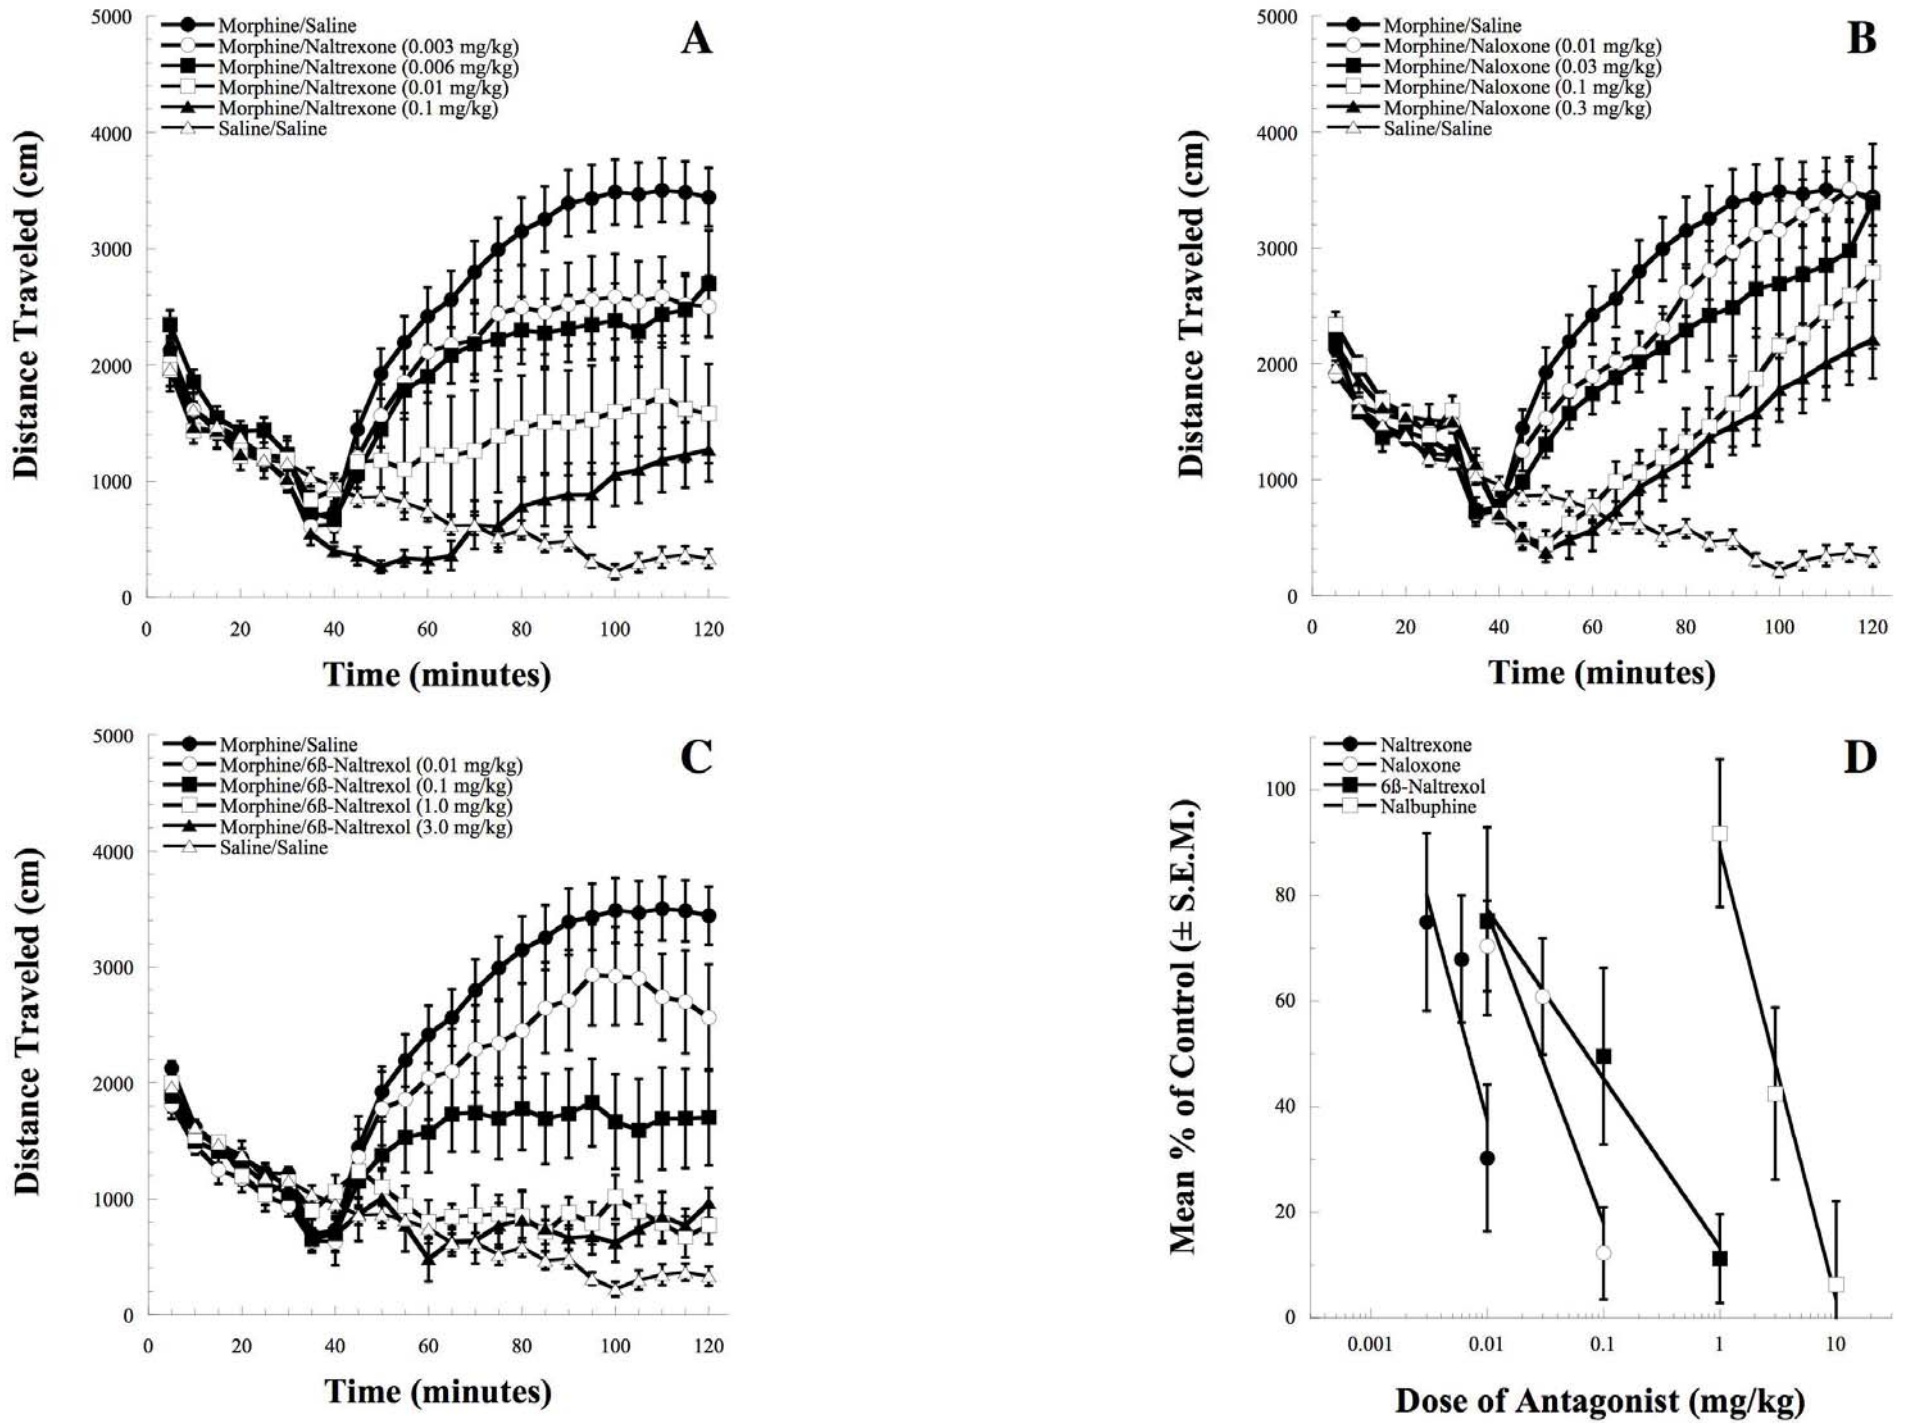 A
Morphine/Saline
Morphine/Naltrexone (0.003 mg/kg)
Morphine/Naltrexone (0.006 mg/kg)
Morphine/Naltrexone (0.01 mg/kg)
Morphine/Naltrexone (0.1 mg/kg)
Saline/Saline
Distance Traveled (cm)
5000
4000
3000
2000
1000
0
0 20 40 60 80 100 120
Time (minutes)
B
Morphine/Saline
Morphine/Naloxone (0.01 mg/kg)
Morphine/Naloxone (0.03 mg/kg)
Morphine/Naloxone (0.1 mg/kg)
Morphine/Naloxone (0.3 mg/kg)
Saline/Saline
Distance Traveled (cm)
5000
4000
3000
2000
1000
0
0 20 40 60 80 100 120
Time (minutes)
C
Morphine/Saline
Morphine/6ß-Naltrexol (0.01 mg/kg)
Morphine/6ß-Naltrexol (0.1 mg/kg)
Morphine/6ß-Naltrexol (1.0 mg/kg)
Morphine/6ß-Naltrexol (3.0 mg/kg)
Saline/Saline
Distance Traveled (cm)
5000
4000
3000
2000
1000
0
0 20 40 60 80 100 120
Time (minutes)
D
Naltrexone
Naloxone
6ß-Naltrexol
Nalbuphine
Mean % of Control (± S.E.M.)
100
80
60
40
20
0
0.001 0.01 0.1 1 10
Dose of Antagonist (mg/kg)